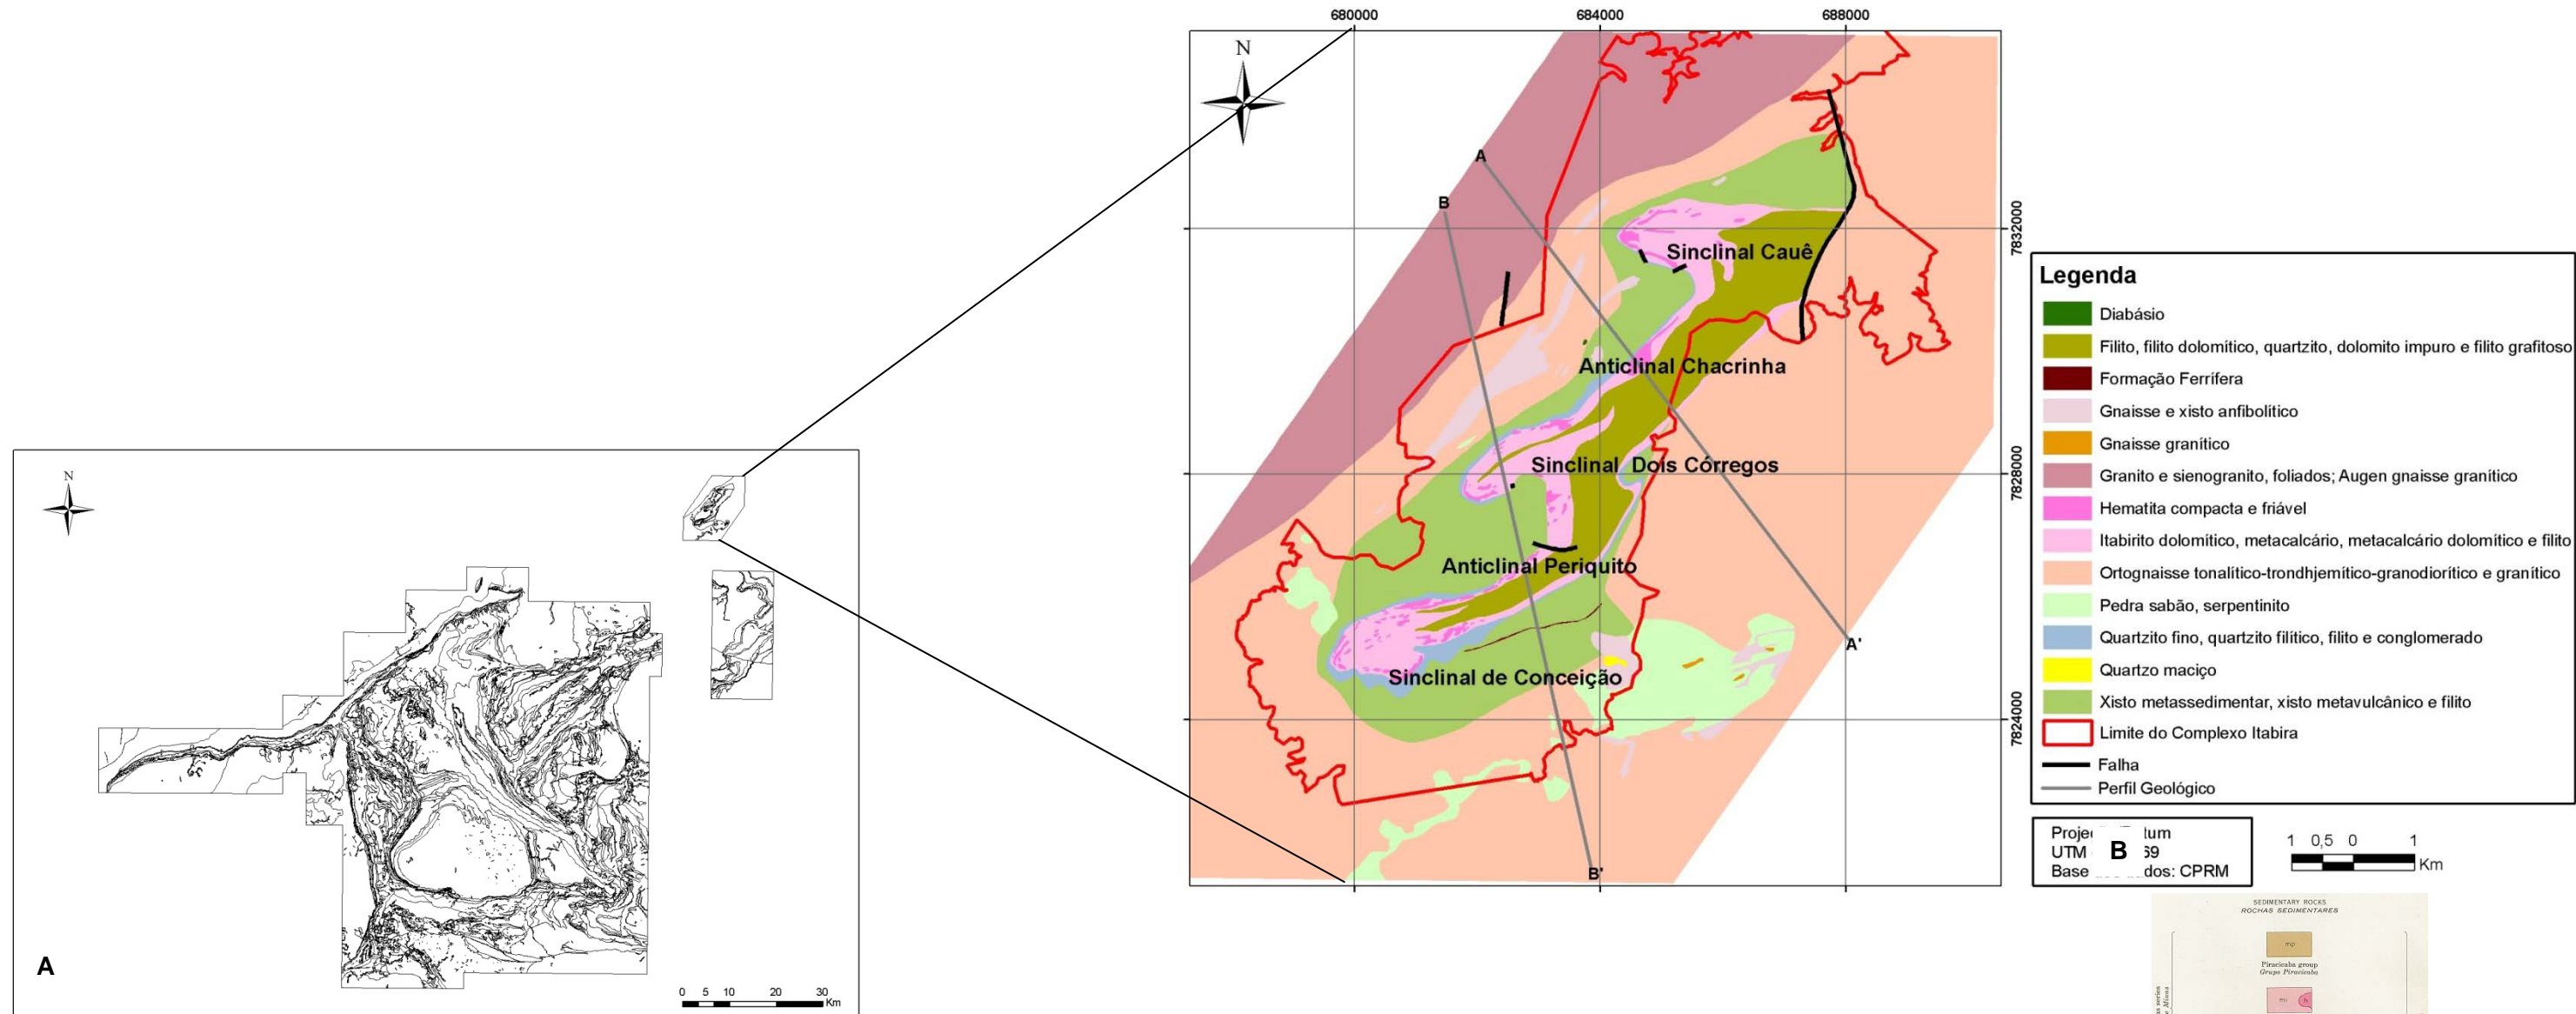 N
A
0 5 10 20 30
Km
680000 684000 688000
N
A
B
7832000
Sinclinal Cauê
Anticlinal Chacrinha
Sinclinal Dois Córregos
7828000
Anticlinal Periquito
A'
Sinclinal de Conceição
7824000
B'
Legenda
Diabásio
Filito, filito dolomítico, quartzito, dolomito impuro e filito grafitoso
Formação Ferrífera
Gnaisse e xisto anfibolítico
Gnaisse granítico
Granito e sienogranito, foliados; Augen gnaisse granítico
Hematita compacta e friável
Itabirito dolomítico, metacalcário, metacalcário dolomítico e filito
Ortognaisse tonalítico-trondhjemítico-granodiorítico e granítico
Pedra sabão, serpentinito
Quartzito fino, quartzito filítico, filito e conglomerado
Quartzo maciço
Xisto metassedimentar, xisto metavulcânico e filito
Limite do Complexo Itabira
Falha
Perfil Geológico
UTM
B
Base dos: CPRM
1 0,5 0 1
Km
SEDIMENTARY ROCKS
ROCHAS SEDIMENTARES
mp
Piracicaba group
Grupo Piracicaba
mi